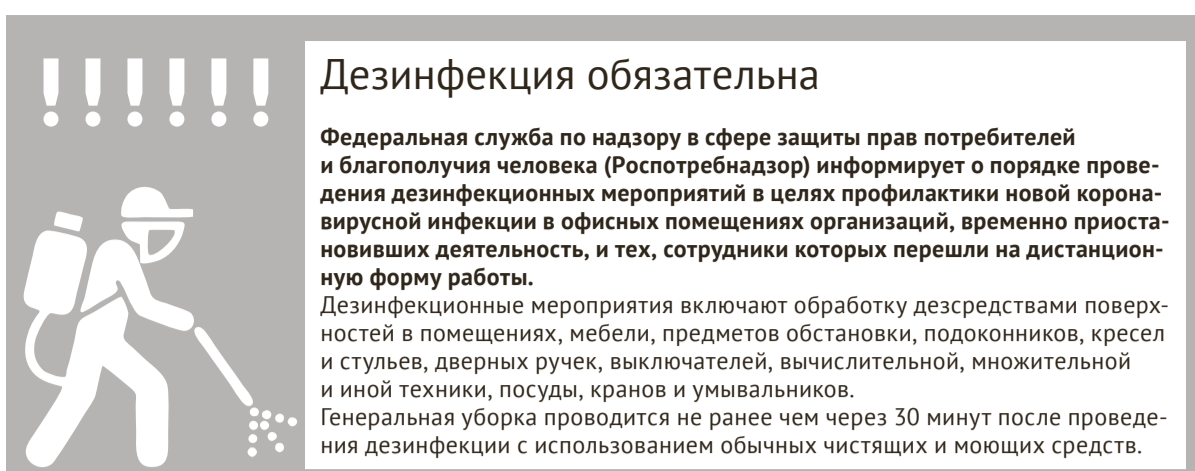 !!!!!!
Дезинфекция обязательна
Федеральная служба по надзору в сфере защиты прав потребителей
и благополучия человека (Роспотребнадзор) информирует о порядке прове-
дения дезинфекционных мероприятий в целях профилактики новой корона-
вирусной инфекции в офисных помещениях организаций, временно приоста-
новивших деятельность, и тех, сотрудники которых перешли на дистанцион-
ную форму работы.
Дезинфекционные мероприятия включают обработку дезсредствами поверх-
ностей в помещениях, мебели, предметов обстановки, подоконников, кресел
и стульев, дверных ручек, выключателей, вычислительной, множительной
и иной техники, посуды, кранов и умывальников.
Генеральная уборка проводится не ранее чем через 30 минут после проведе-
ния дезинфекции с использованием обычных чистящих и моющих средств.